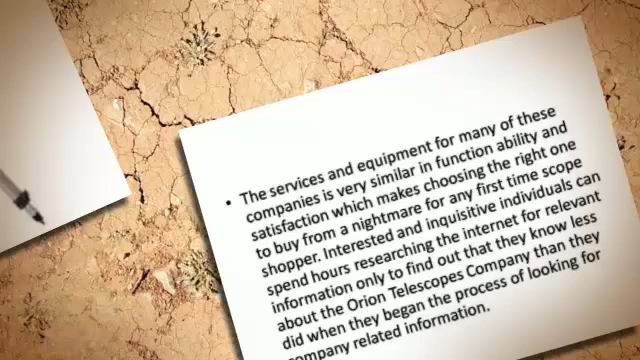 • The services and equipment for many of these
companies is very similar in function ability and
satisfaction which makes choosing the right one
to buy from a nightmare for any first time scope
shopper. Interested and inquisitive individuals can
spend hours researching the internet for relevant
information only to find out that they know less
about the Orion Telescopes Company than they
did when they began the process of looking for
company related information.